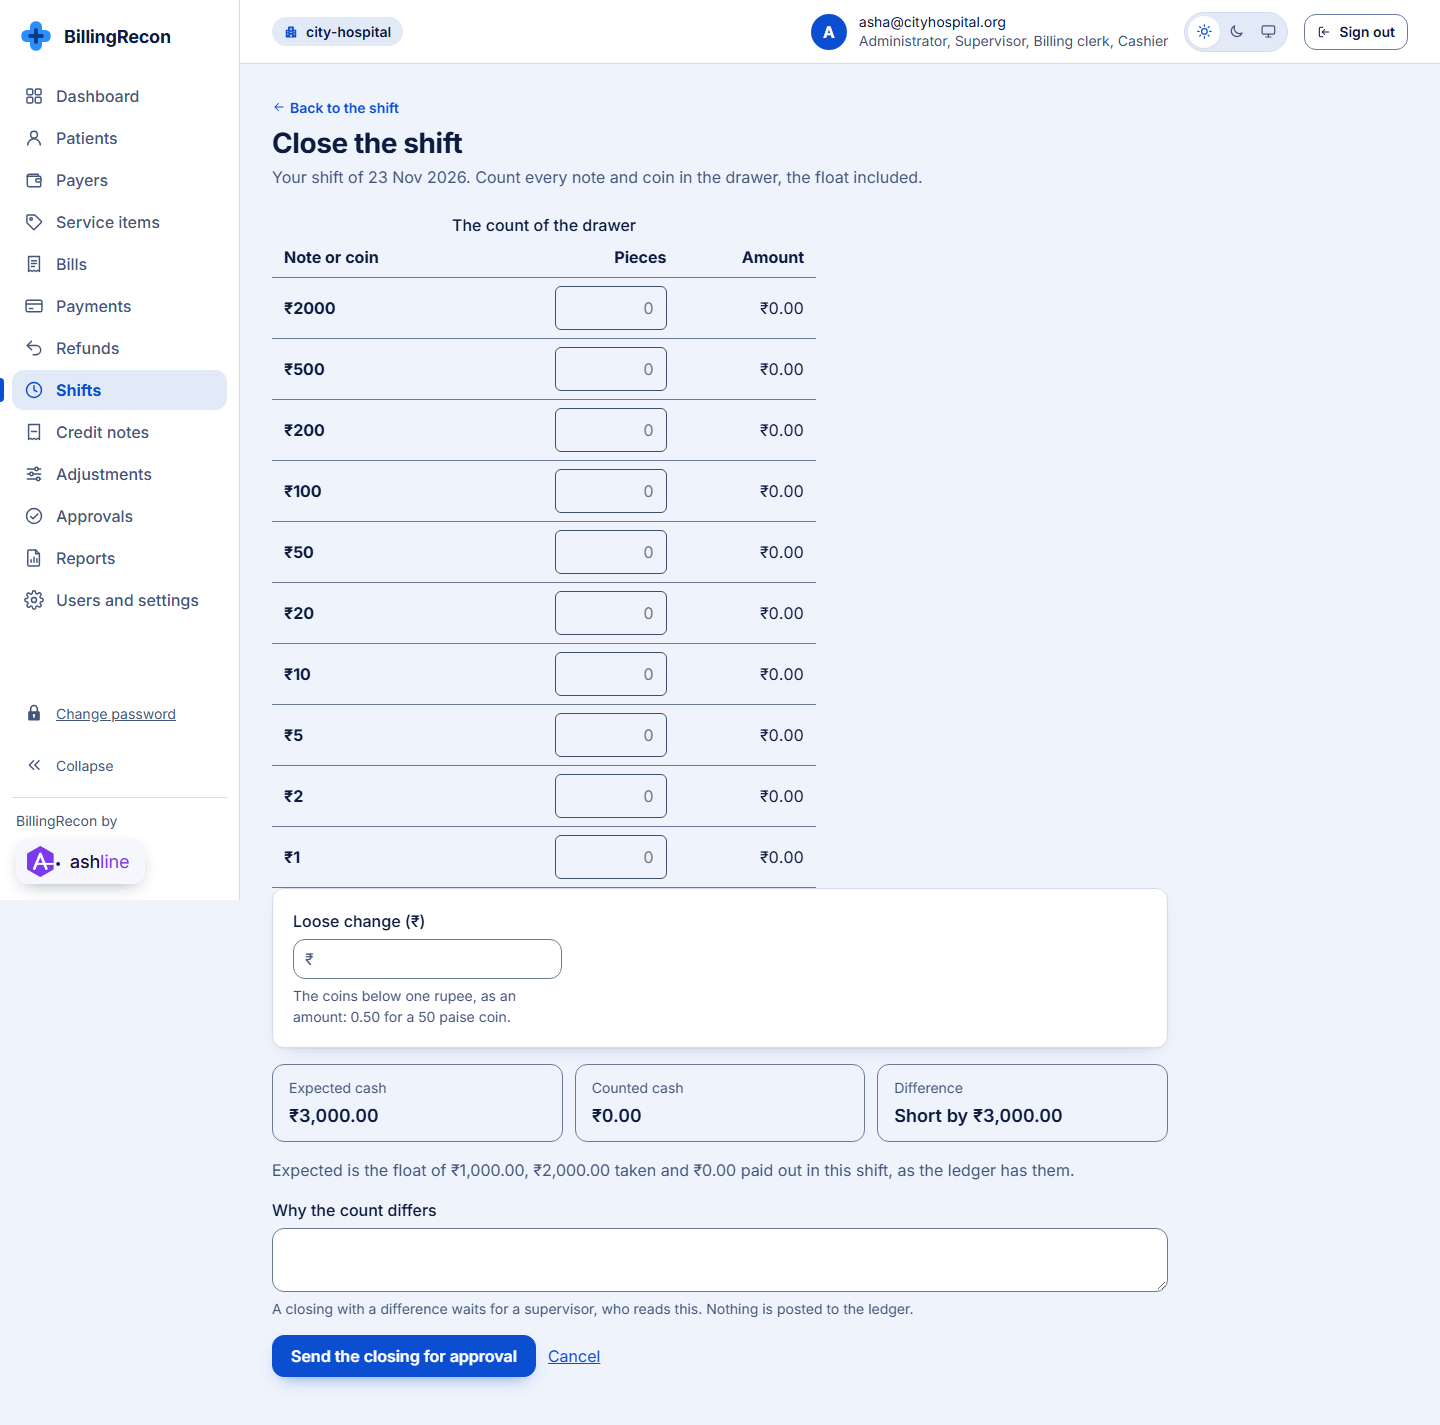 BillingRecon
city-hospital
A
asha@cityhospital.org
Administrator, Supervisor, Billing clerk, Cashier
Sign out
Dashboard
Patients
Payers
Service items
Bills
Payments
Refunds
Shifts
Credit notes
Adjustments
Approvals
Reports
Users and settings
Change password
Collapse
BillingRecon by
A
ashline
Back to the shift
Close the shift
Your shift of 23 Nov 2026. Count every note and coin in the drawer, the float included.
The count of the drawer
Note or coin Pieces Amount
₹2000 0 ₹0.00
₹500 0 ₹0.00
₹200 0 ₹0.00
₹100 0 ₹0.00
₹50 0 ₹0.00
₹20 0 ₹0.00
₹10 0 ₹0.00
₹5 0 ₹0.00
₹2 0 ₹0.00
₹1 0 ₹0.00
Loose change (₹)
₹
The coins below one rupee, as an
amount: 0.50 for a 50 paise coin.
Expected cash
₹3,000.00
Counted cash
₹0.00
Difference
Short by ₹3,000.00
Expected is the float of ₹1,000.00, ₹2,000.00 taken and ₹0.00 paid out in this shift, as the ledger has them.
Why the count differs
A closing with a difference waits for a supervisor, who reads this. Nothing is posted to the ledger.
Send the closing for approval
Cancel